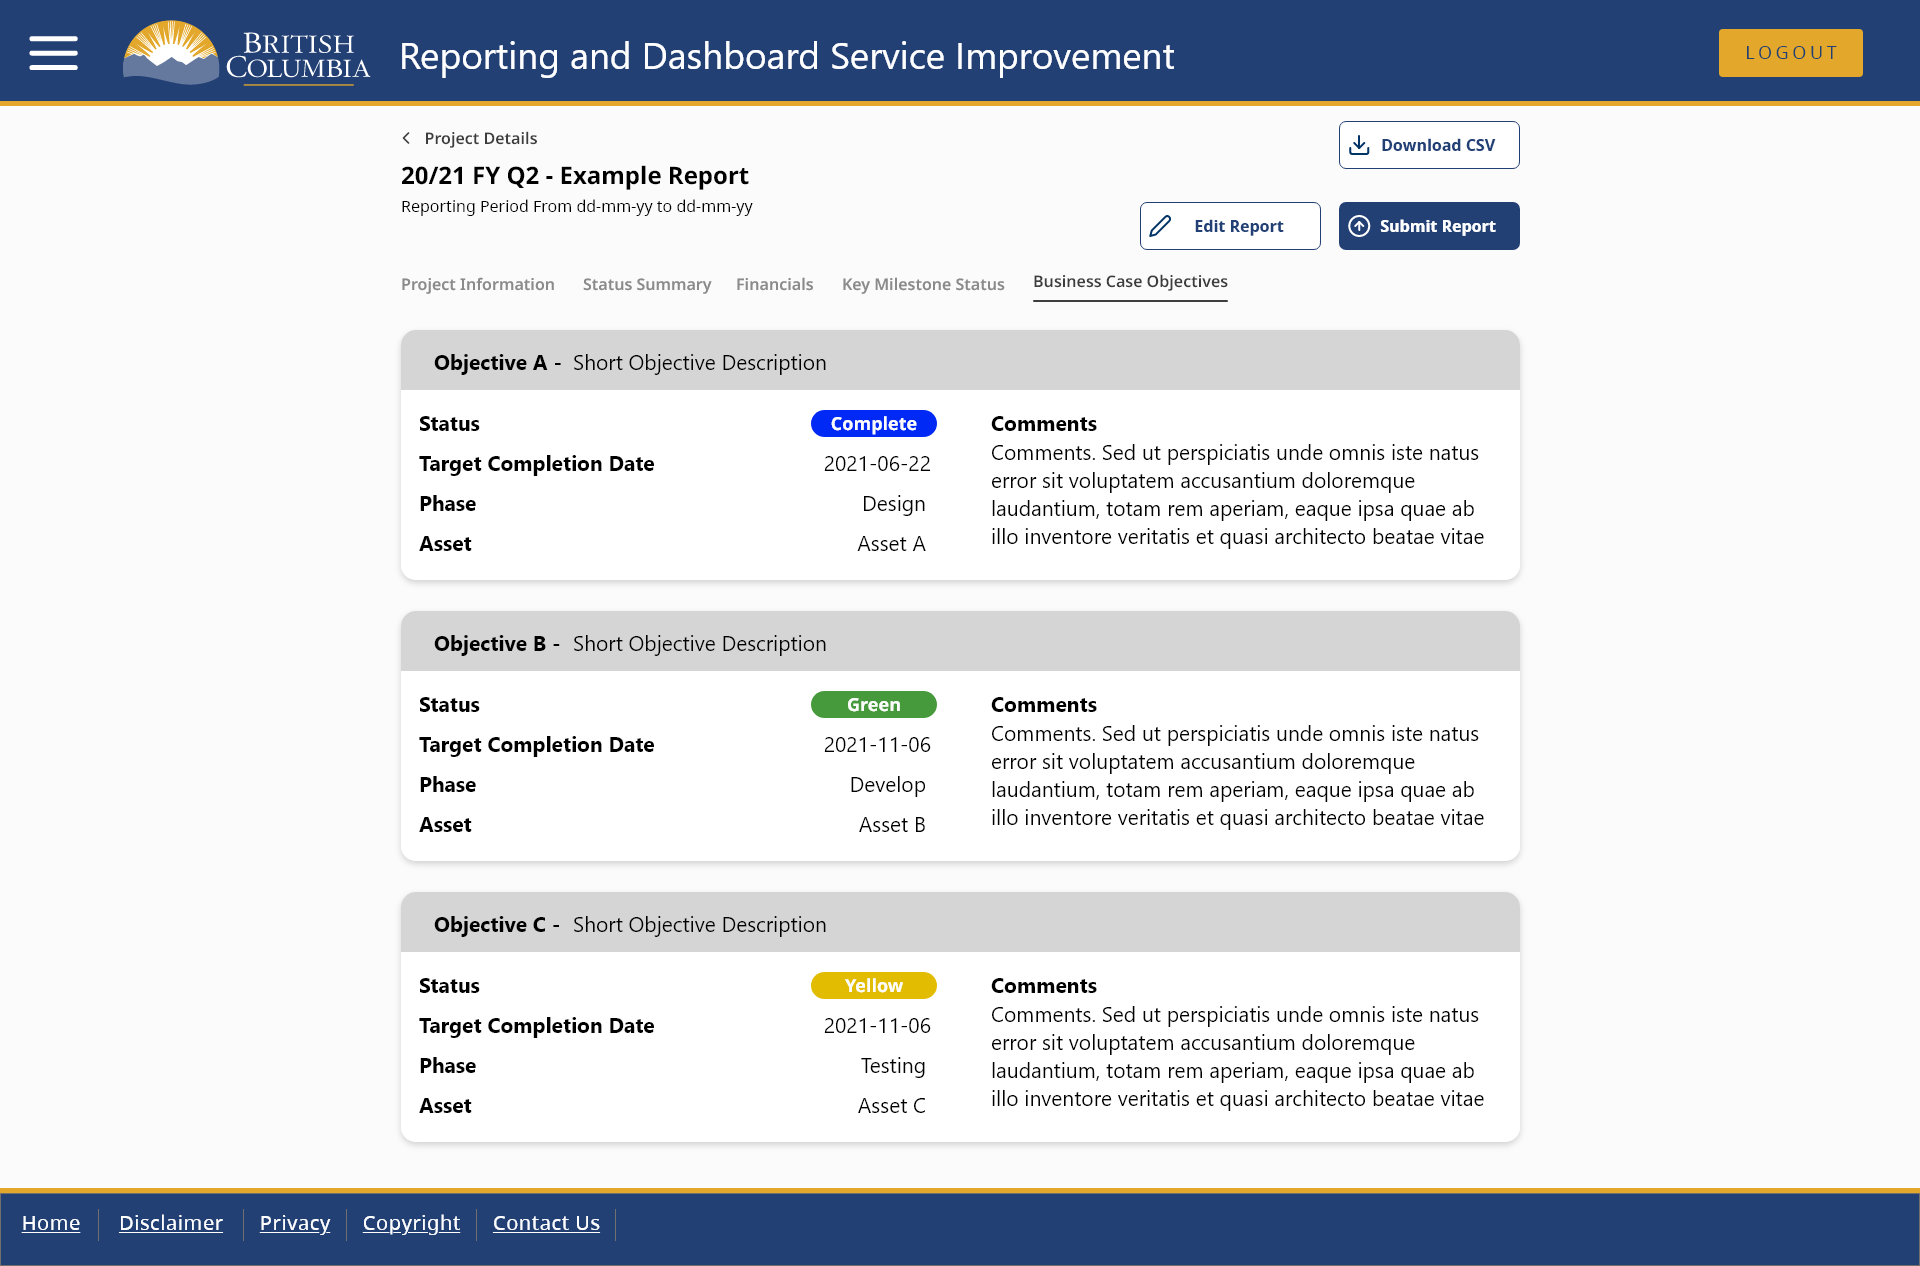 BRITISH
COLUMBIA
Reporting and Dashboard Service Improvement
LOGOUT
Project Details
Download CSV
20/21 FY Q2 - Example Report
Reporting Period From dd-mm-yy to dd-mm-yy
Edit Report
Submit Report
Project Information
Status Summary
Financials
Key Milestone Status
Business Case Objectives
Objective A - Short Objective Description
Status Complete
Target Completion Date 2021-06-22
Phase Design
Asset Asset A
Comments
Comments. Sed ut perspiciatis unde omnis iste natus
error sit voluptatem accusantium doloremque
laudantium, totam rem aperiam, eaque ipsa quae ab
illo inventore veritatis et quasi architecto beatae vitae
Objective B - Short Objective Description
Status Green
Target Completion Date 2021-11-06
Phase Develop
Asset Asset B
Comments
Comments. Sed ut perspiciatis unde omnis iste natus
error sit voluptatem accusantium doloremque
laudantium, totam rem aperiam, eaque ipsa quae ab
illo inventore veritatis et quasi architecto beatae vitae
Objective C - Short Objective Description
Status Yellow
Target Completion Date 2021-11-06
Phase Testing
Asset Asset C
Comments
Comments. Sed ut perspiciatis unde omnis iste natus
error sit voluptatem accusantium doloremque
laudantium, totam rem aperiam, eaque ipsa quae ab
illo inventore veritatis et quasi architecto beatae vitae
Home
Disclaimer
Privacy
Copyright
Contact Us